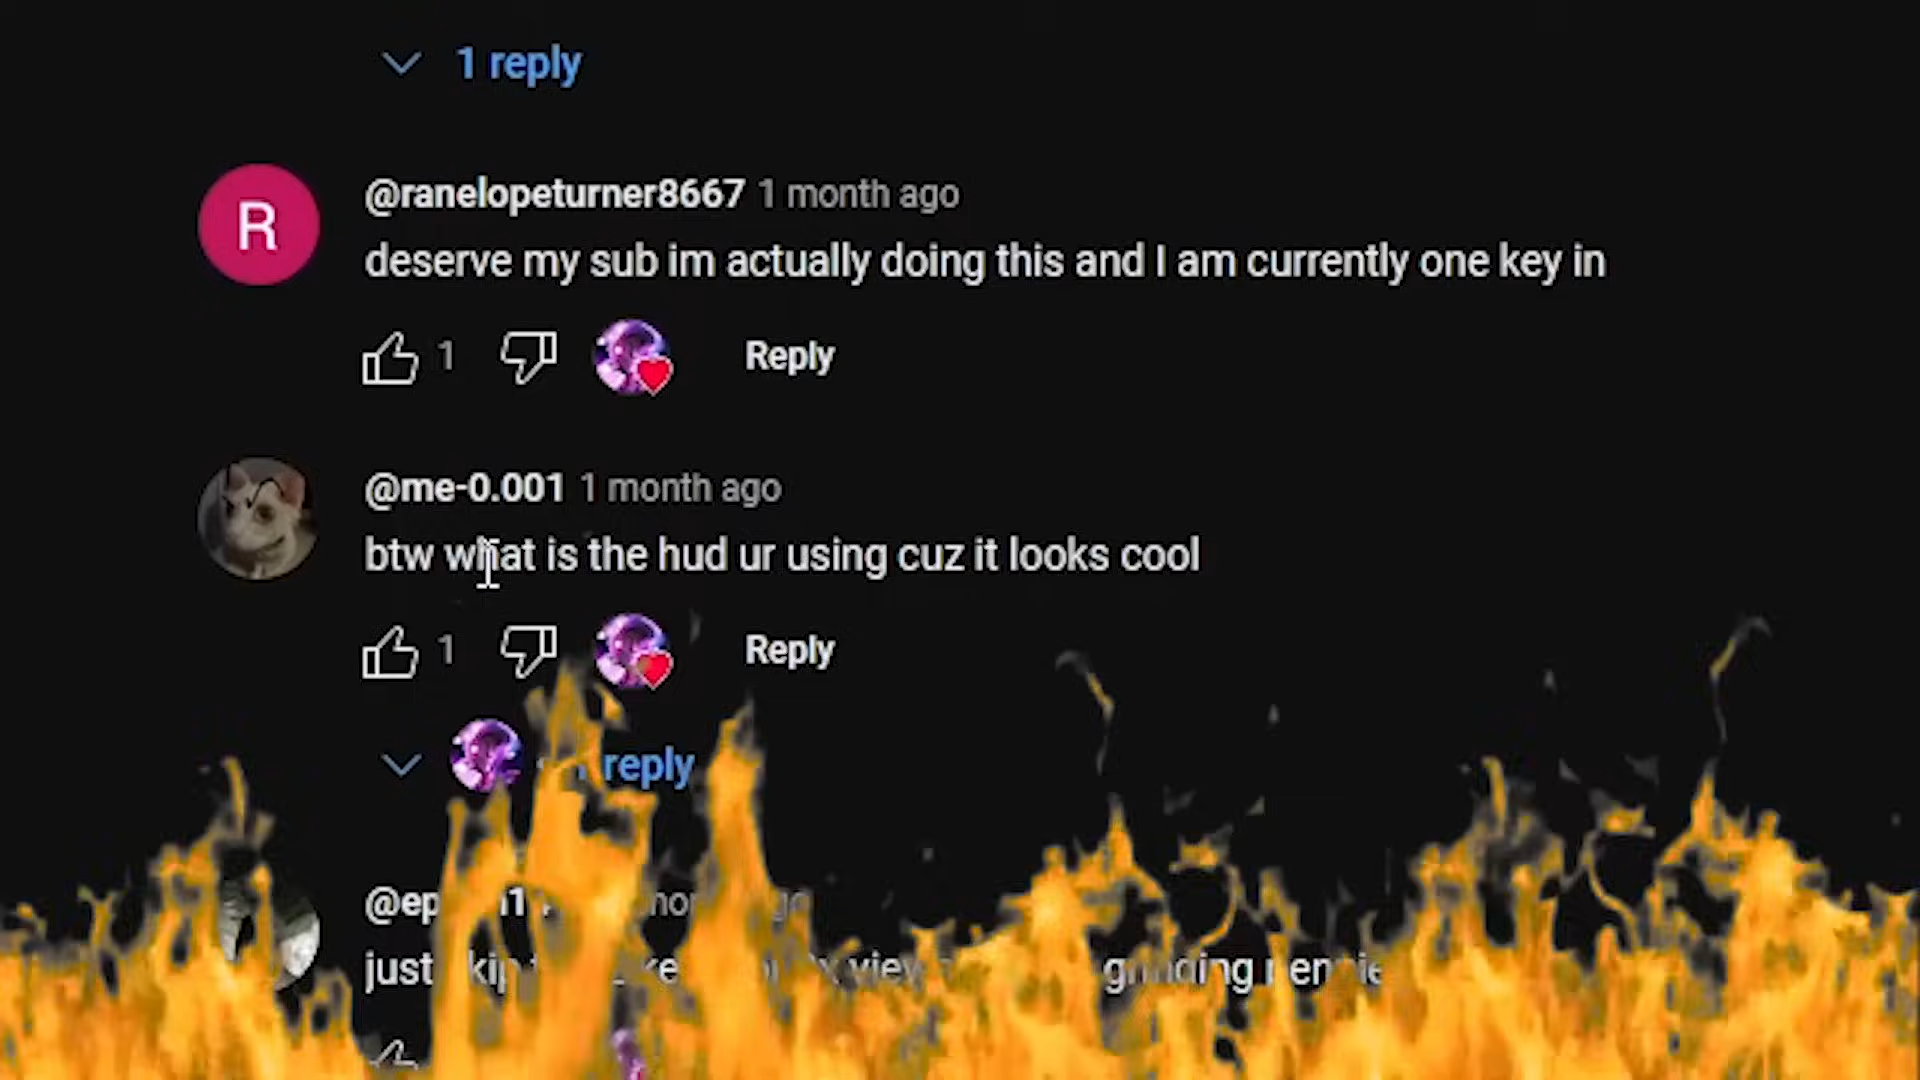 1 reply
R
@ranelopeturner8667 1 month ago
deserve my sub im actually doing this and I am currently one key in
1 Reply
@me-0.001 1 month ago
btw what is the hud ur using cuz it looks cool
1 Reply
reply
just
grinding